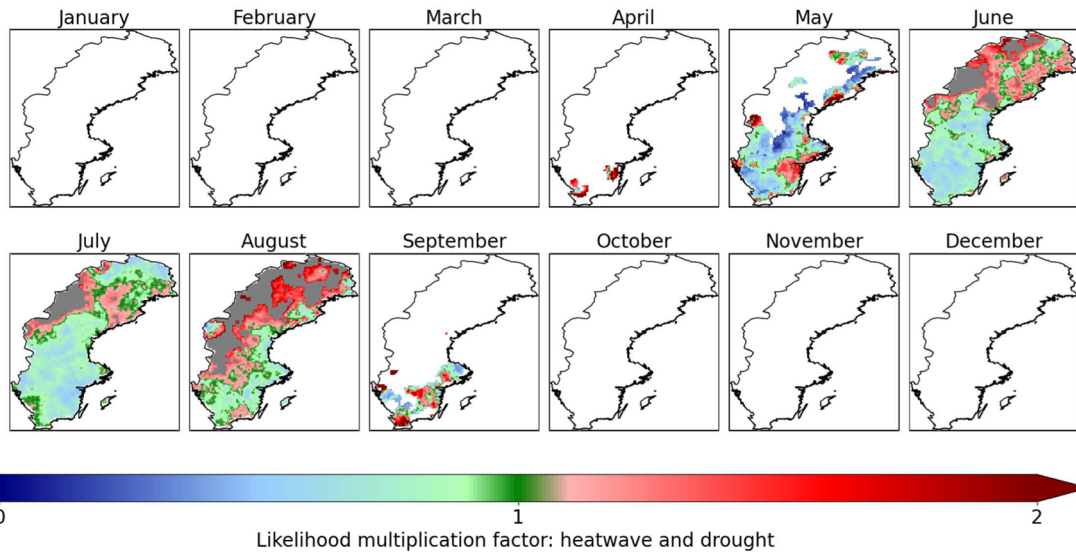 January February March April May June
July August September October November December
0 1 2
Likelihood multiplication factor: heatwave and drought